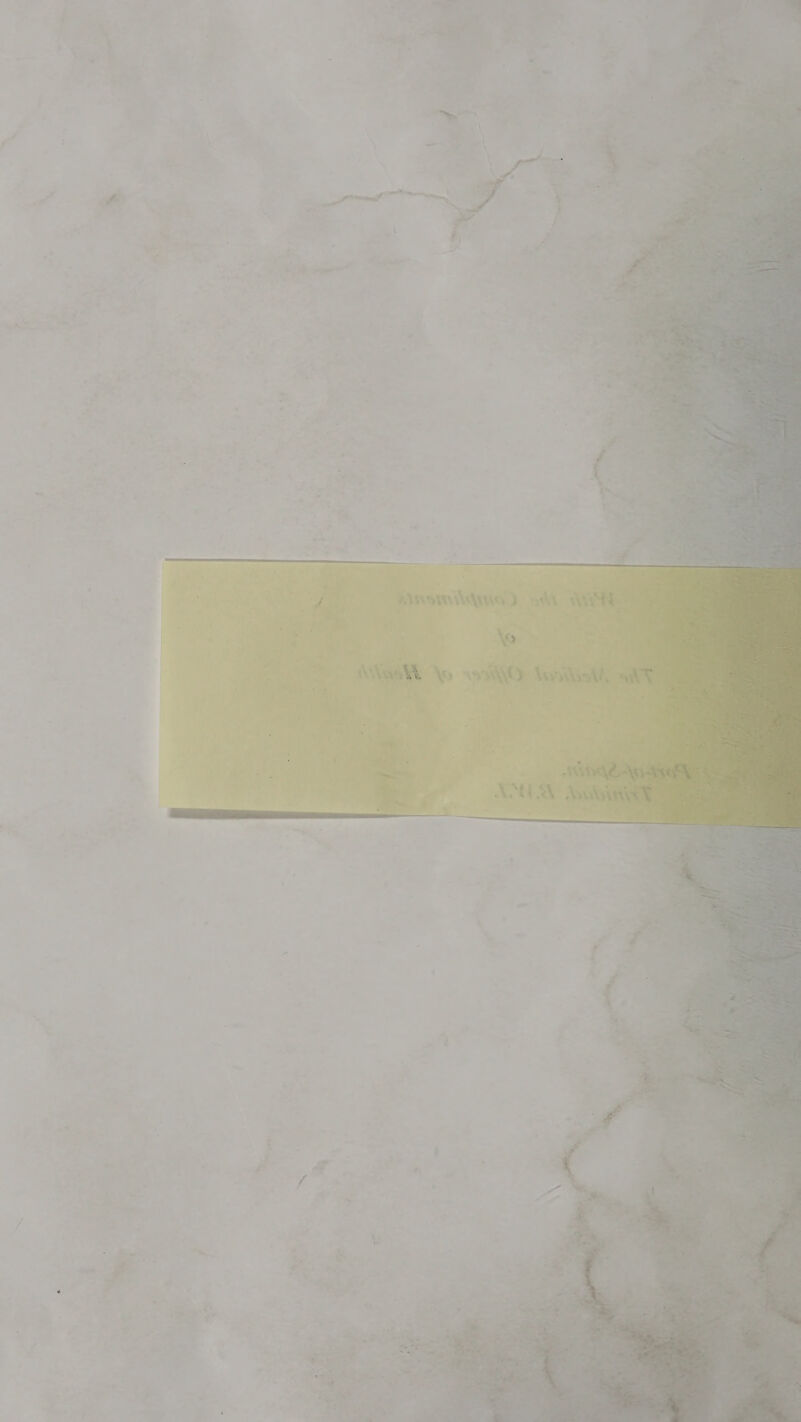 With the Compliments
of
The Medical Officer of Health
Port-of-Spain,
Trinidad, B.W.I.